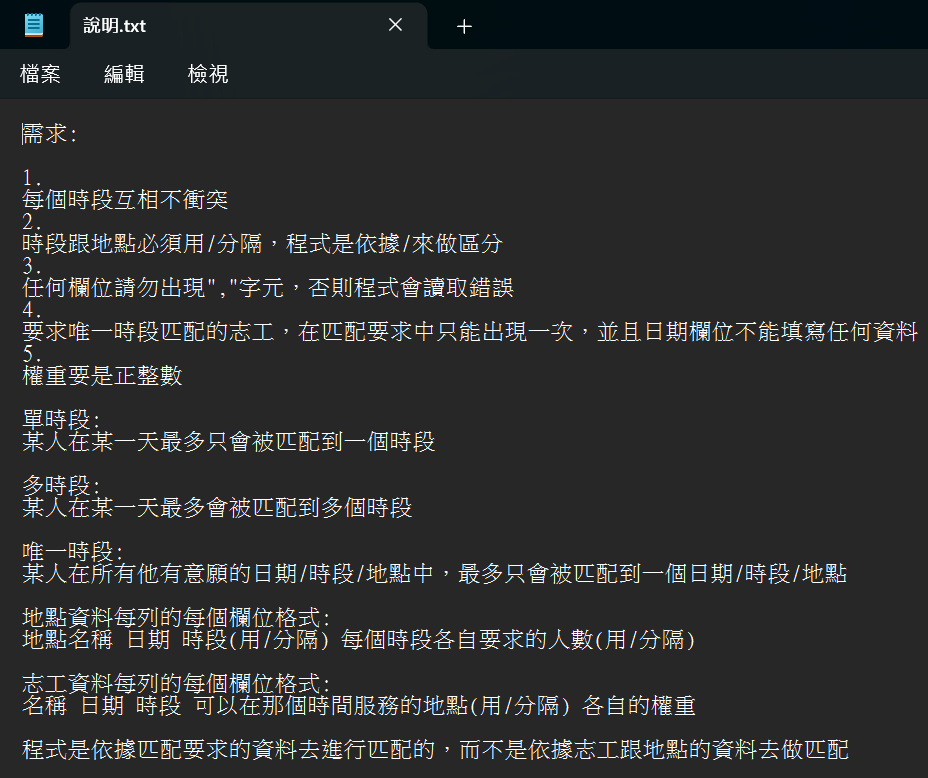 說明.txt
檔案 編輯 檢視
需求:
1.
每個時段互相不衝突
2.
時段跟地點必須用/分隔，程式是依據/來做區分
3.
任何欄位請勿出現","字元，否則程式會讀取錯誤
4.
要求唯一時段匹配的志工，在匹配要求中只能出現一次，並且日期欄位不能填寫任何資料
5.
權重要是正整數
單時段:
某人在某一天最多只會被匹配到一個時段
多時段:
某人在某一天最多會被匹配到多個時段
唯一時段:
某人在所有他有意願的日期/時段/地點中，最多只會被匹配到一個日期/時段/地點
地點資料每列的每個欄位格式:
地點名稱 日期 時段(用/分隔) 每個時段各自要求的人數(用/分隔)
志工資料每列的每個欄位格式:
名稱 日期 時段 可以在那個時間服務的地點(用/分隔) 各自的權重
程式是依據匹配要求的資料去進行匹配的，而不是依據志工跟地點的資料去做匹配